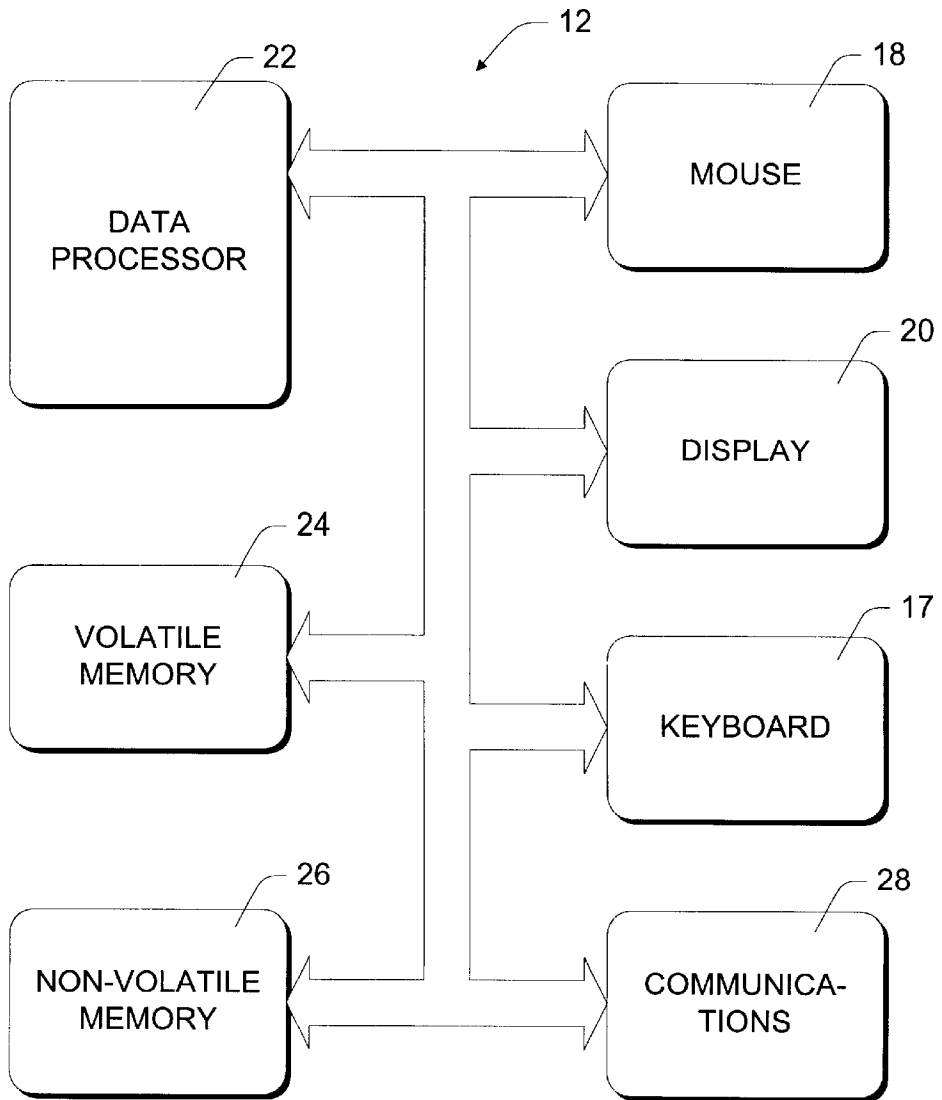 12
22
DATA
PROCESSOR
18
MOUSE
20
DISPLAY
24
VOLATILE
MEMORY
17
KEYBOARD
26
NON-VOLATILE
MEMORY
28
COMMUNICA-
TIONS